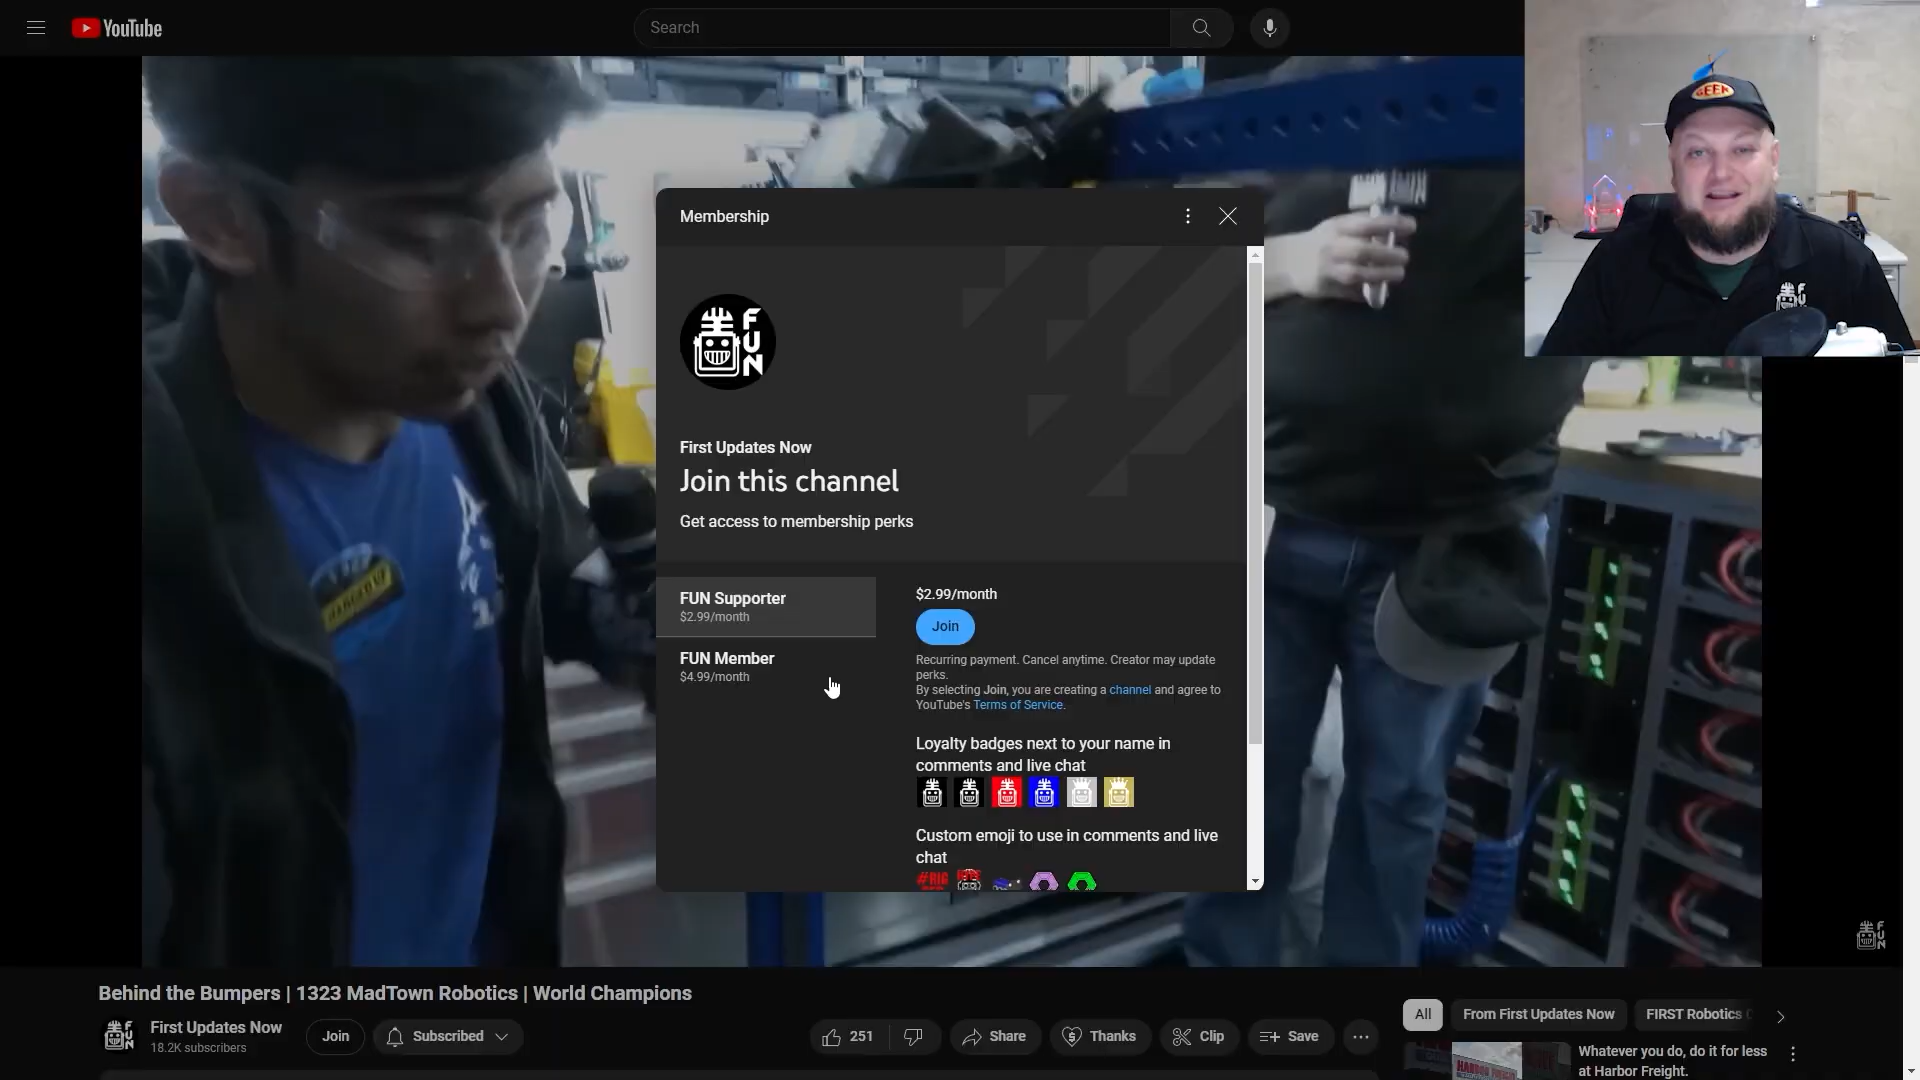 YouTube
Search
GEEK
FUN
Membership
FUN
First Updates Now
Join this channel
Get access to membership perks
FUN Supporter
$2.99/month
FUN Member
$4.99/month
$2.99/month
Join
Recurring payment. Cancel anytime. Creator may update
perks.
By selecting Join, you are creating a channel and agree to
YouTube's Terms of Service.
Loyalty badges next to your name in
comments and live chat
Custom emoji to use in comments and live
chat
FUN
Behind the Bumpers | 1323 MadTown Robotics | World Champions
First Updates Now
18.2K subscribers
Join
Subscribed
251
Share
Thanks
Clip
Save
All
From First Updates Now
FIRST Robotics
Whatever you do, do it for less
at Harbor Freight.